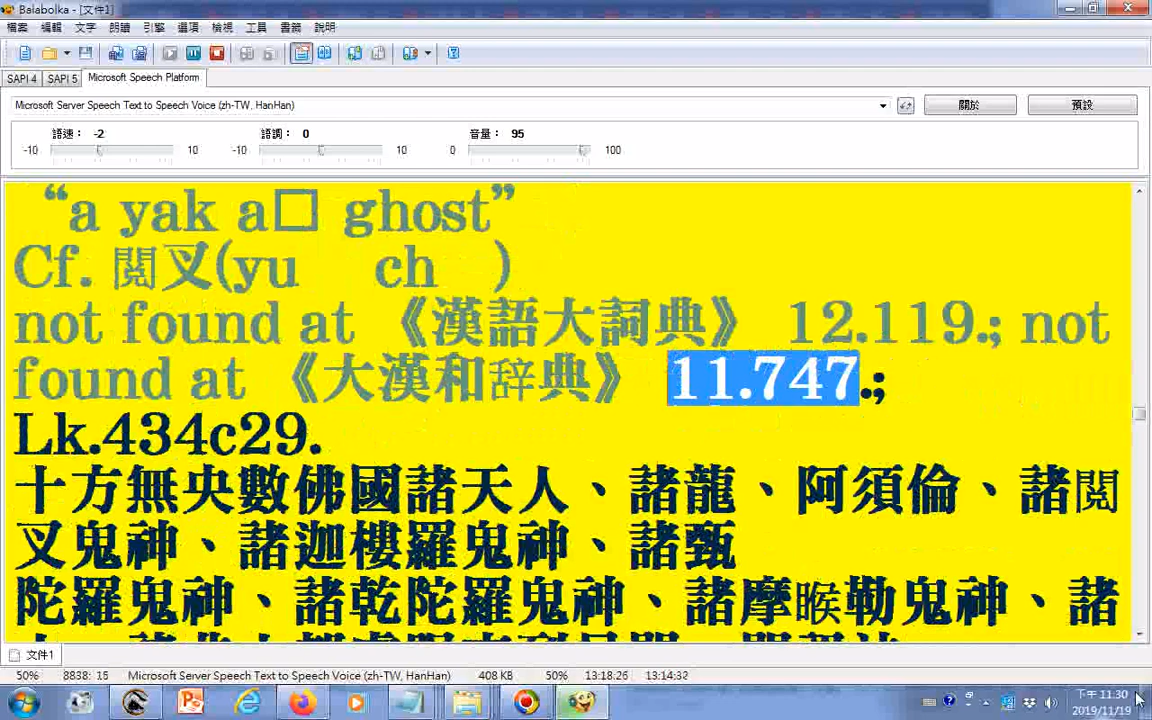 Balabolka - [文件1]
檔案 編輯 文字 朗讀 引擎 選項 檢視 工具 書籤 說明
SAPI 4 SAPI 5 Microsoft Speech Platform
Microsoft Server Speech Text to Speech Voice (zh-TW, HanHan) 關於 預設
語速： -2 語調： 0 音量： 95
-10 10 -10 10 0 100
“a yak a□ ghost”
Cf. 閱叉(yu ch )
not found at 《漢語大詞典》 12.119.; not
found at 《大漢和辞典》 11.747.;
Lk.434c29.
十方無央數佛國諸天人、諸龍、阿須倫、諸閱
叉鬼神、諸迦樓羅鬼神、諸甄
陀羅鬼神、諸乾陀羅鬼神、諸摩睺勒鬼神、諸
文件1
50% 8838: 15 Microsoft Server Speech Text to Speech Voice (zh-TW, HanHan) 408 KB 50% 13:18:26 13:14:32
下午 11:30
2019/11/19